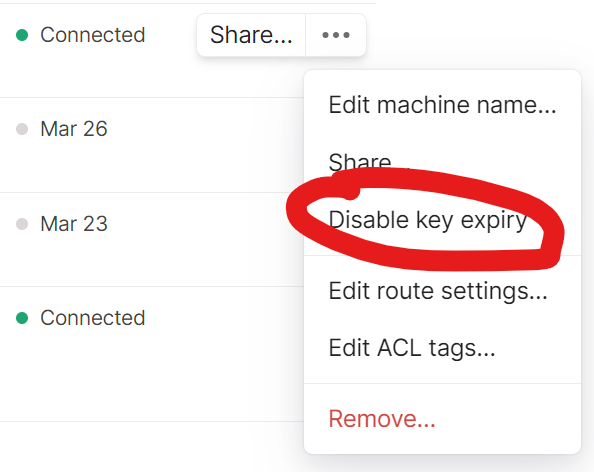 Connected
Share...
Edit machine name...
Mar 26
Share...
Mar 23
Disable key expiry
Edit route settings...
Connected
Edit ACL tags...
Remove...